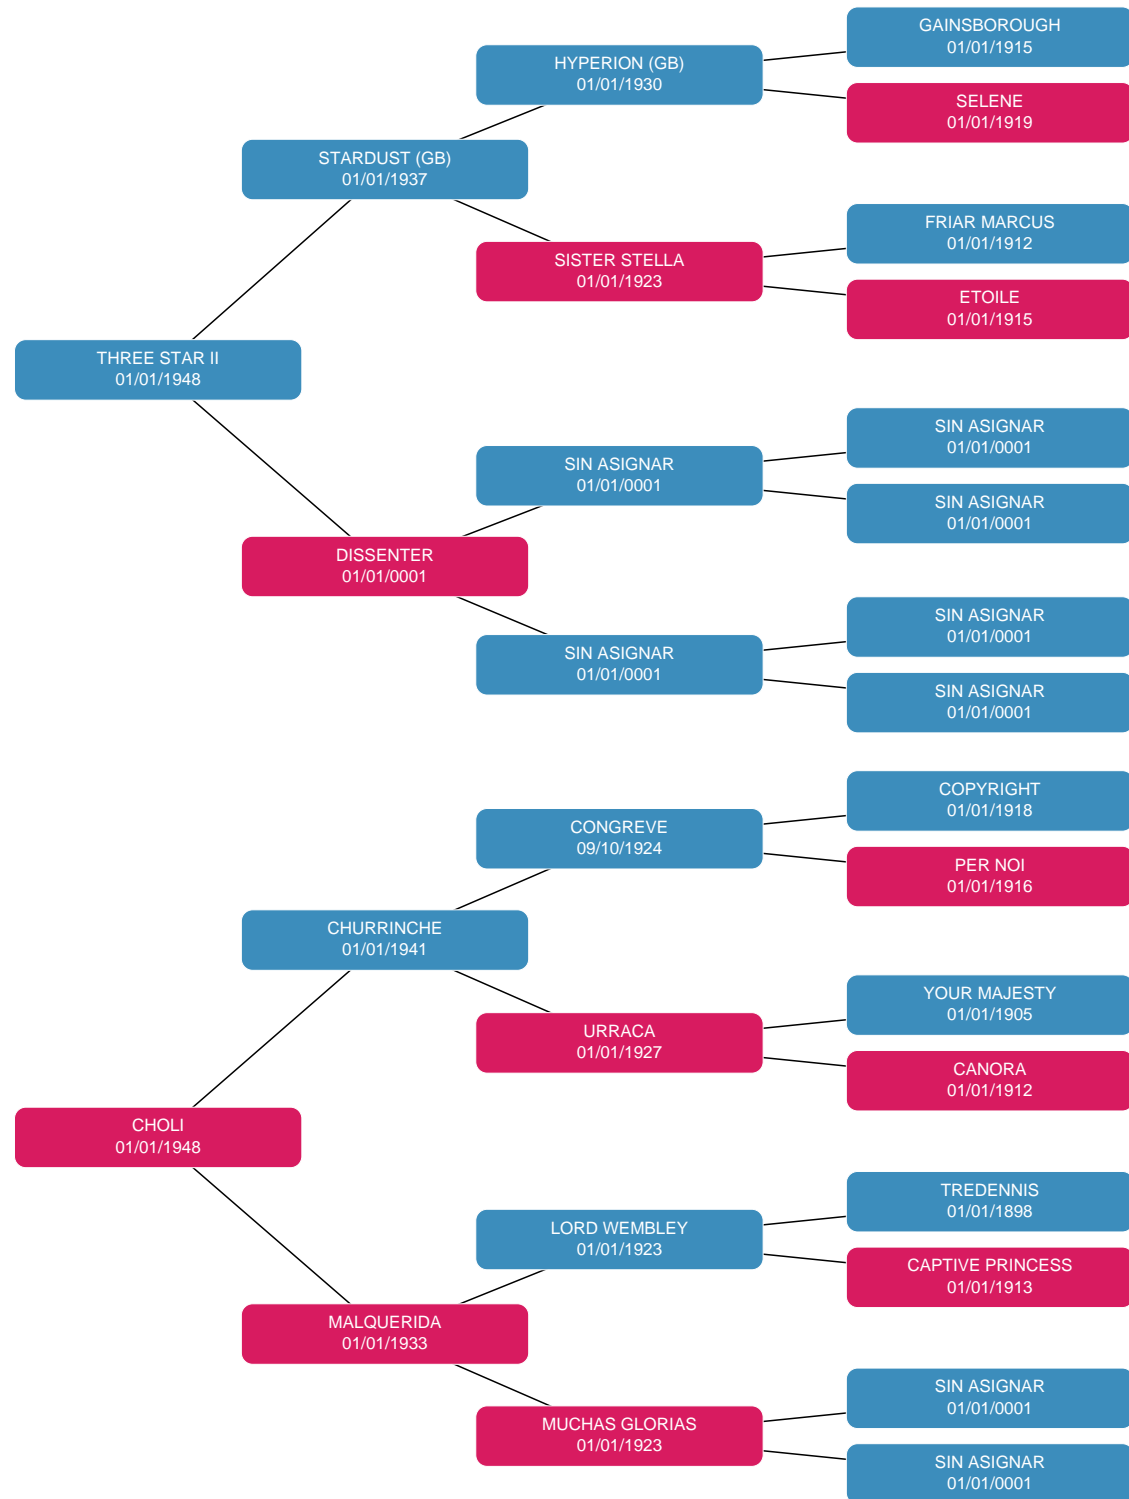 GAINSBOROUGH
01/01/1915
HYPERION (GB)
01/01/1930
SELENE
01/01/1919
STARDUST (GB)
01/01/1937
FRIAR MARCUS
01/01/1912
SISTER STELLA
01/01/1923
ETOILE
01/01/1915
THREE STAR II
01/01/1948
SIN ASIGNAR
01/01/0001
SIN ASIGNAR
01/01/0001
SIN ASIGNAR
01/01/0001
DISSENTER
01/01/0001
SIN ASIGNAR
01/01/0001
SIN ASIGNAR
01/01/0001
SIN ASIGNAR
01/01/0001
COPYRIGHT
01/01/1918
CONGREVE
09/10/1924
PER NOI
01/01/1916
CHURRINCHE
01/01/1941
YOUR MAJESTY
01/01/1905
URRACA
01/01/1927
CANORA
01/01/1912
CHOLI
01/01/1948
TREDENNIS
01/01/1898
LORD WEMBLEY
01/01/1923
CAPTIVE PRINCESS
01/01/1913
MALQUERIDA
01/01/1933
SIN ASIGNAR
01/01/0001
MUCHAS GLORIAS
01/01/1923
SIN ASIGNAR
01/01/0001